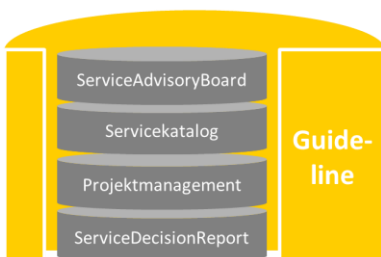 ServiceAdvisoryBoard
Servicekatalog
Projektmanagement
ServiceDecisionReport
Guide-
line